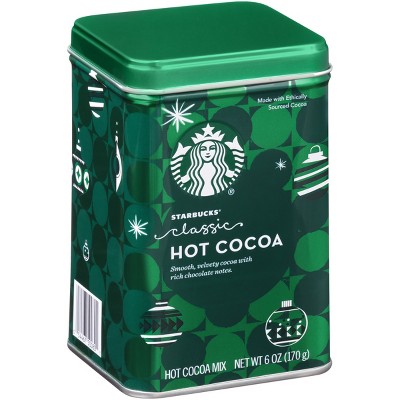 Made with Ethically
Sourced Cocoa
®
STARBUCKS®
classic
HOT COCOA
Smooth, velvety cocoa with
rich chocolate notes.
HOT COCOA MIX NET WT 6 OZ (170 g)